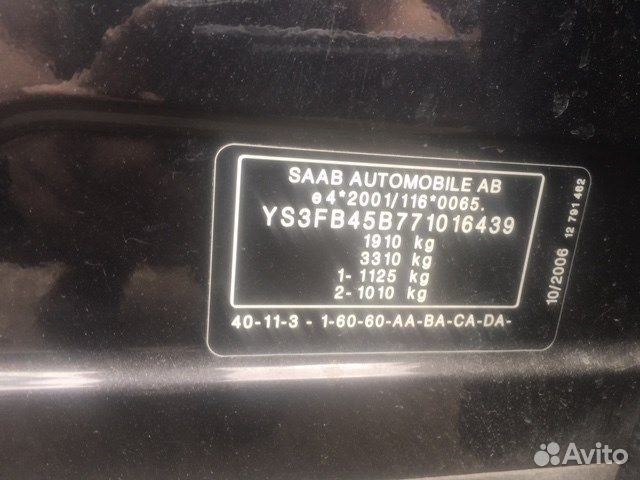 SAAB AUTOMOBILE AB
e4*2001/116*0065.
YS3FB45B771016439
1910 kg
3310 kg
1- 1125 kg
2- 1010 kg
40-11-3 - 1-60-60-AA-BA-CA-DA-
10/2006 12 791 462
Avito